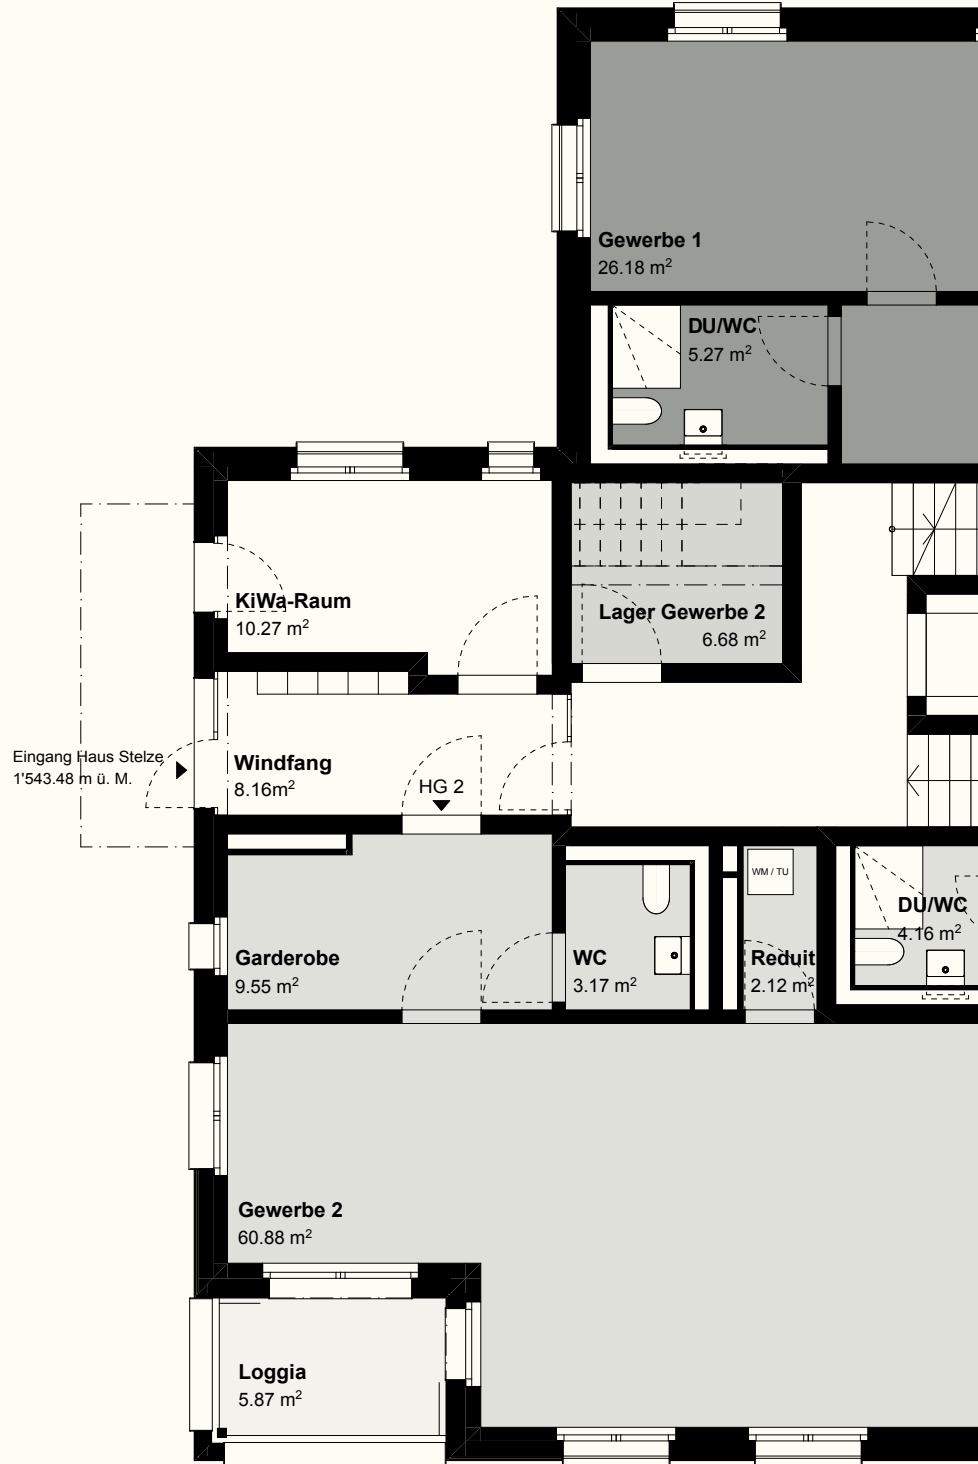 Gewerbe 1
26.18 m²
DU/WC
5.27 m²
KiWa-Raum
10.27 m²
Lager Gewerbe 2
6.68 m²
Eingang Haus Stelze
1'543.48 m ü. M.
Windfang
8.16m²
HG 2
WM / TU
DU/WC
4.16 m²
Garderobe
9.55 m²
WC
3.17 m²
Reduit
2.12 m²
Gewerbe 2
60.88 m²
Loggia
5.87 m²